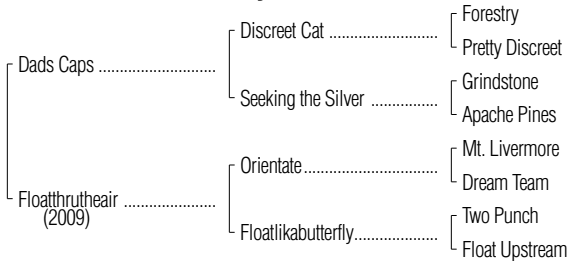 Forestry
Discreet Cat ........................
Pretty Discreet
Dads Caps ..........................
Grindstone
Seeking the Silver ...............
Apache Pines
Mt. Livermore
Orientate..............................
Dream Team
Floatthrutheair ....................
(2009)
Two Punch
Floatlikabutterfly...................
Float Upstream